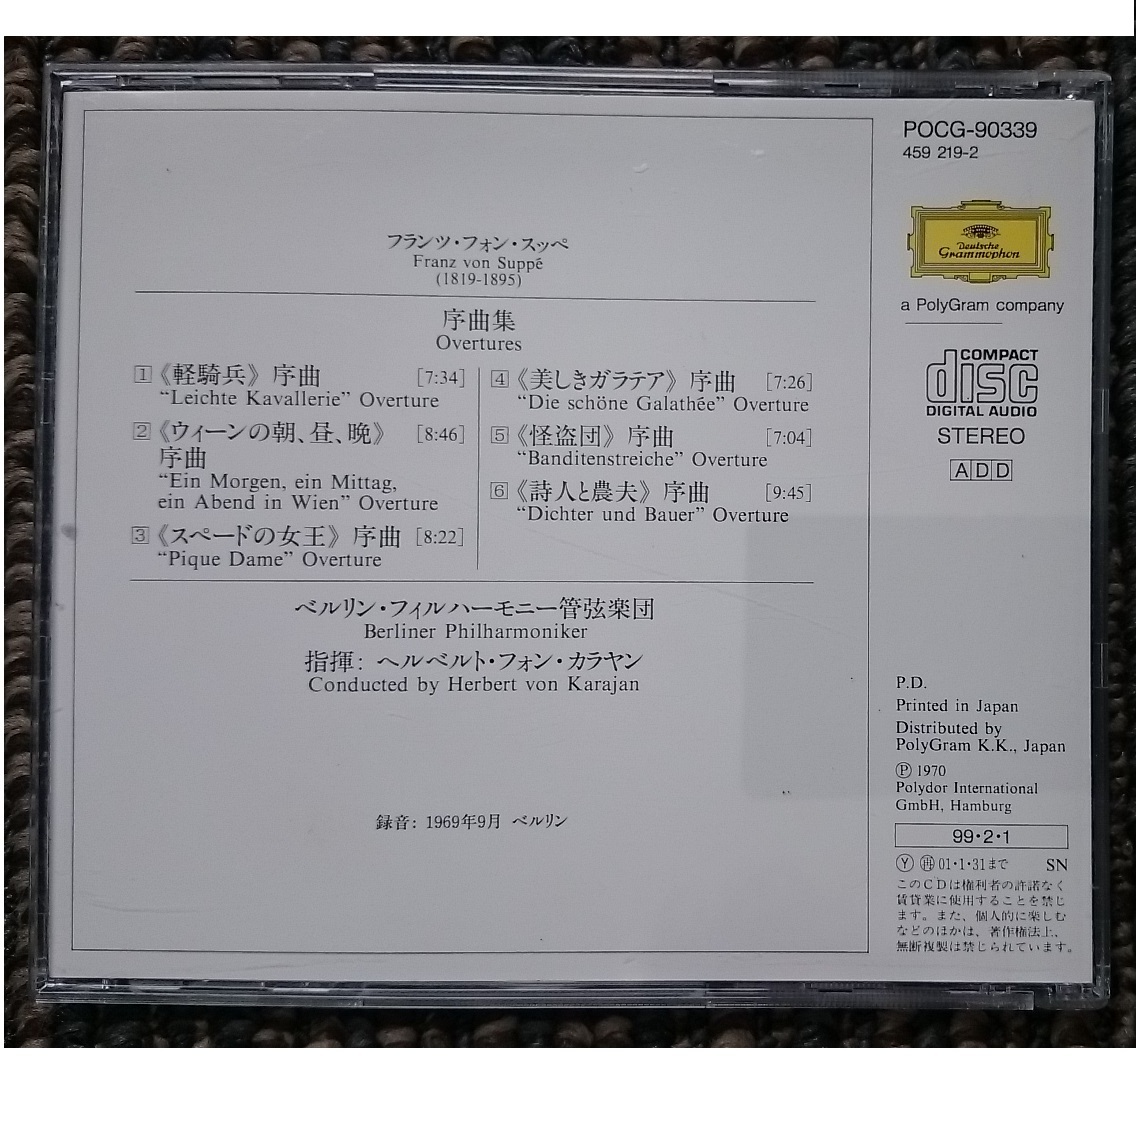 フランツ・フォン・スッペ
Franz von Suppé
(1819-1895)
序曲集
Overtures
1 《軽騎兵》序曲 [7:34]
“Leichte Kavallerie” Overture
2 《ウィーンの朝、昼、晩》 [8:46]
序曲
“Ein Morgen, ein Mittag,
ein Abend in Wien” Overture
3 《スペードの女王》序曲 [8:22]
“Pique Dame” Overture
4 《美しきガラテア》序曲 [7:26]
“Die schöne Galathée” Overture
5 《怪盗団》序曲 [7:04]
“Banditenstreiche” Overture
6 《詩人と農夫》序曲 [9:45]
“Dichter und Bauer” Overture
ベルリン・フィルハーモニー管弦楽団
Berliner Philharmoniker
指揮: ヘルベルト・フォン・カラヤン
Conducted by Herbert von Karajan
録音: 1969年9月 ベルリン
POCG-90339
459 219-2
Deutsche
Grammophon
a PolyGram company
COMPACT
disc
DIGITAL AUDIO
STEREO
ADD
P.D.
Printed in Japan
Distributed by
PolyGram K.K., Japan
Ⓟ 1970
Polydor International
GmbH, Hamburg
99・2・1
Ⓨ ㊢ 01・1・31まで SN
このCDは権利者の許諾なく
賃貸業に使用することを禁じ
ます。また、個人的に楽しむ
などのほかは、著作権法上、
無断複製は禁じられています。